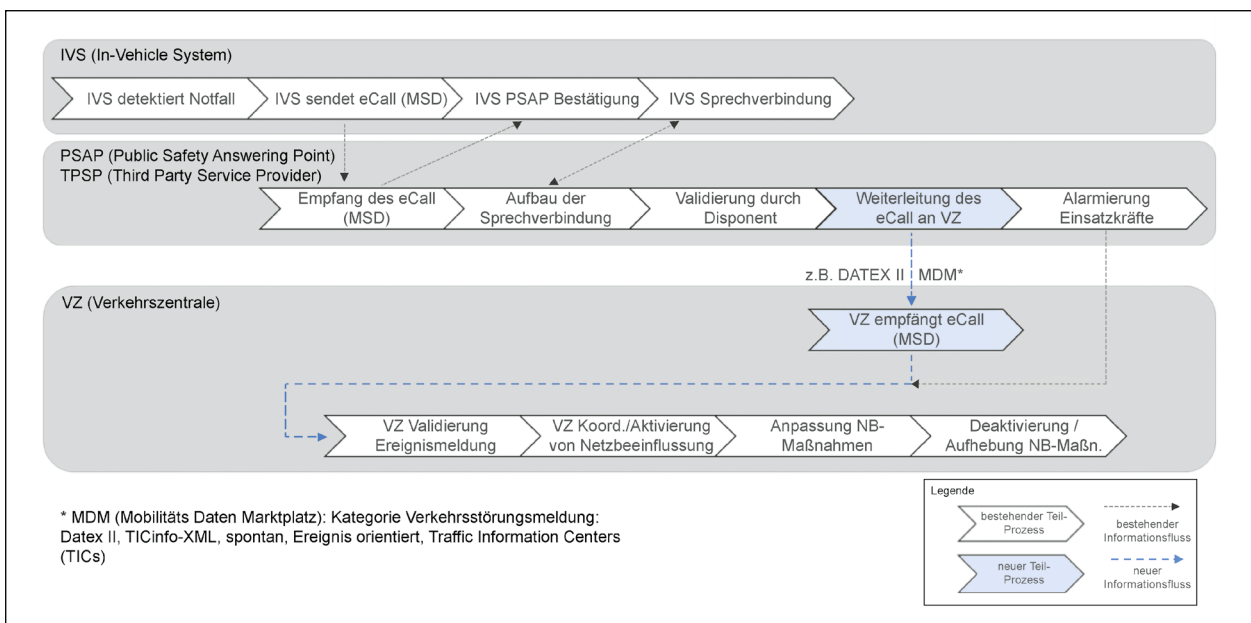 IVS (In-Vehicle System)
IVS detektiert Notfall
IVS sendet eCall (MSD)
IVS PSAP Bestätigung
IVS Sprechverbindung
PSAP (Public Safety Answering Point)
TPSP (Third Party Service Provider)
Empfang des eCall
(MSD)
Aufbau der
Sprechverbindung
Validierung durch
Disponent
Weiterleitung des
eCall an VZ
Alarmierung
Einsatzkräfte
z.B. DATEX II
MDM*
VZ (Verkehrszentrale)
VZ empfängt eCall
(MSD)
VZ Validierung
Ereignismeldung
VZ Koord./Aktivierung
von Netzbeeinflussung
Anpassung NB-
Maßnahmen
Deaktivierung /
Aufhebung NB-Maßn.
* MDM (Mobilitäts Daten Marktplatz): Kategorie Verkehrsstörungsmeldung:
Datex II, TICinfo-XML, spontan, Ereignis orientiert, Traffic Information Centers
(TICs)
Legende
bestehender Teil-
Prozess
bestehender
Informationsfluss
neuer Teil-
Prozess
neuer
Informationsfluss